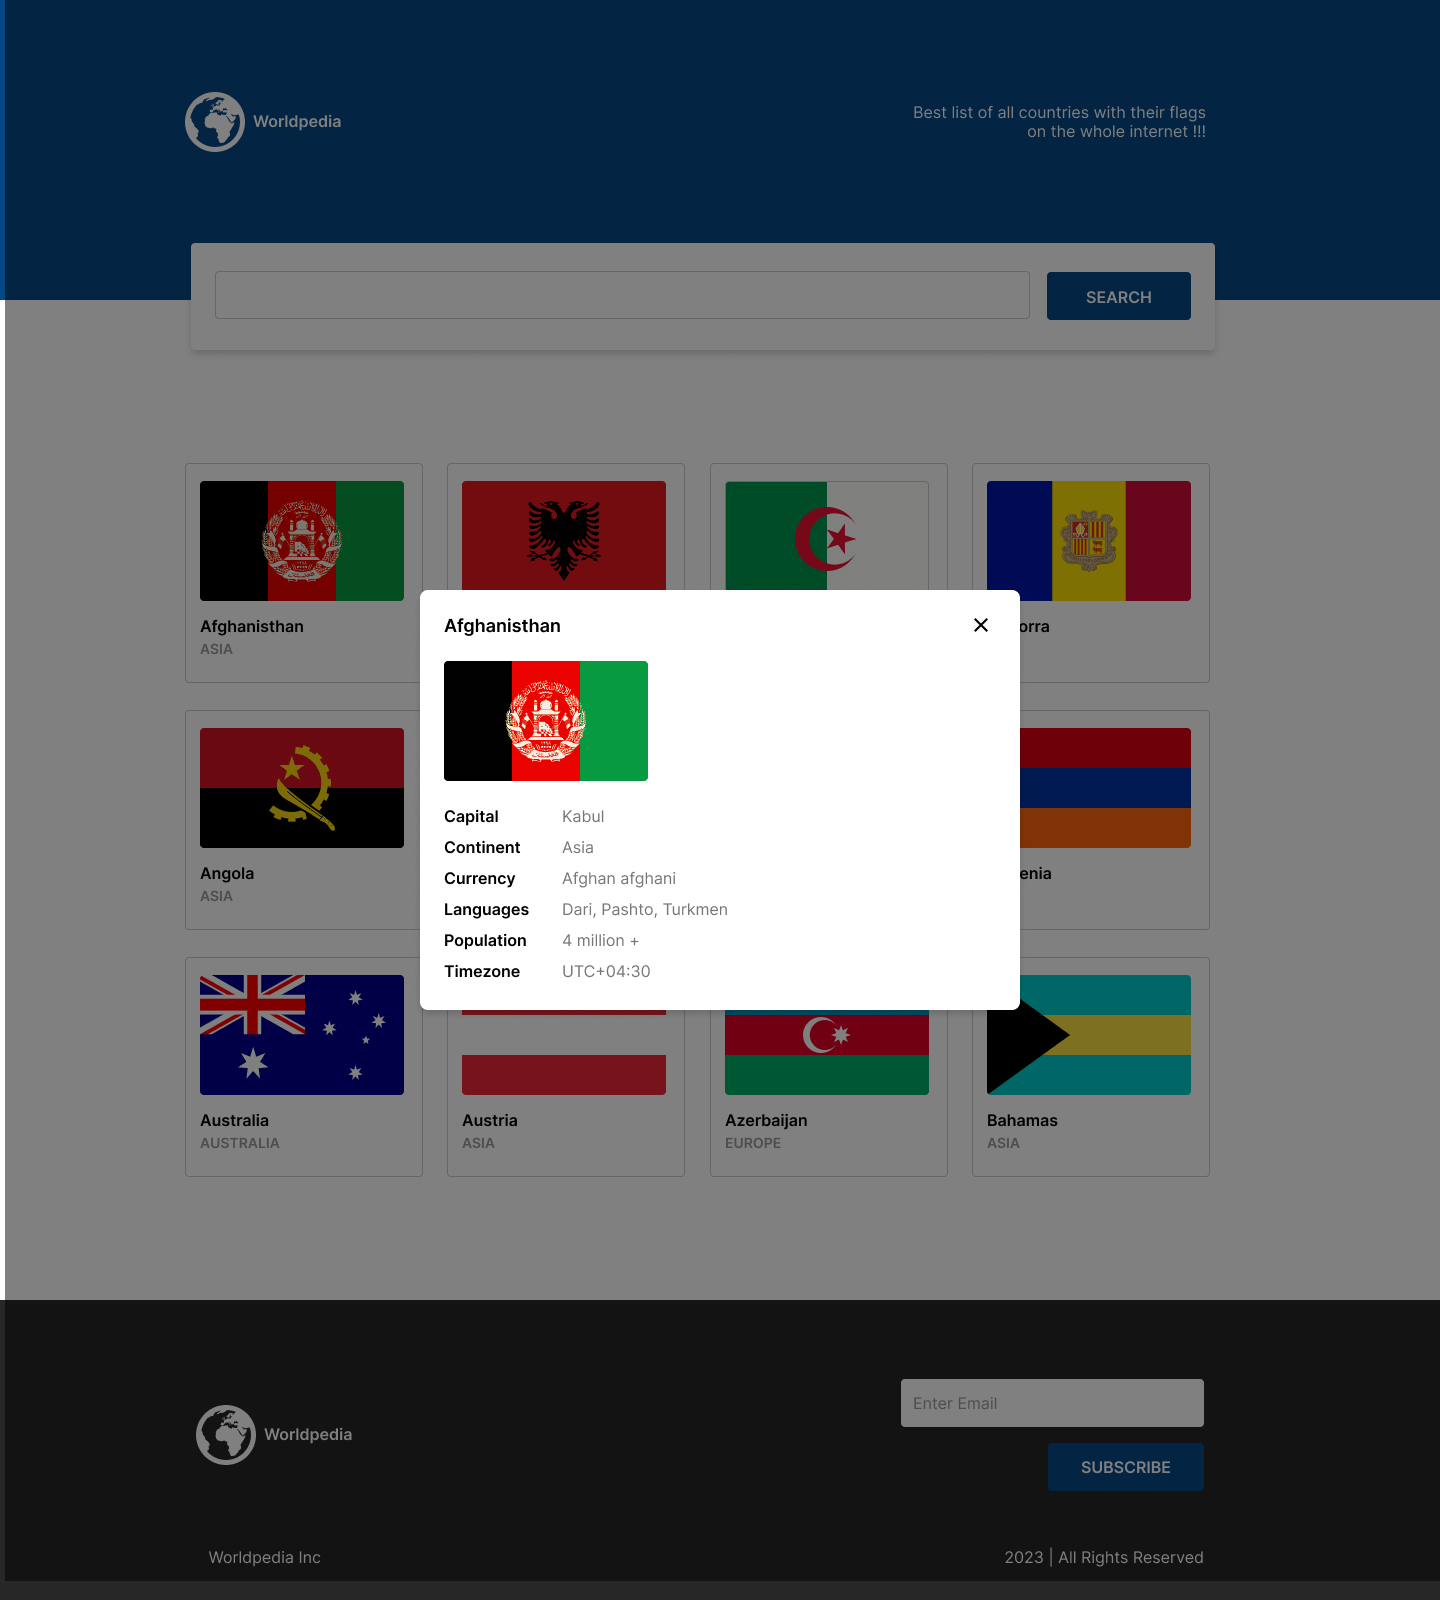 Worldpedia
Best list of all countries with their flags
on the whole internet !!!
SEARCH
Afghanisthan
ASIA
orra
Afghanisthan
Capital Kabul
Continent Asia
Currency Afghan afghani
Languages Dari, Pashto, Turkmen
Population 4 million +
Timezone UTC+04:30
Angola
ASIA
enia
Australia
AUSTRALIA
Austria
ASIA
Azerbaijan
EUROPE
Bahamas
ASIA
Worldpedia
Enter Email
SUBSCRIBE
Worldpedia Inc
2023 | All Rights Reserved